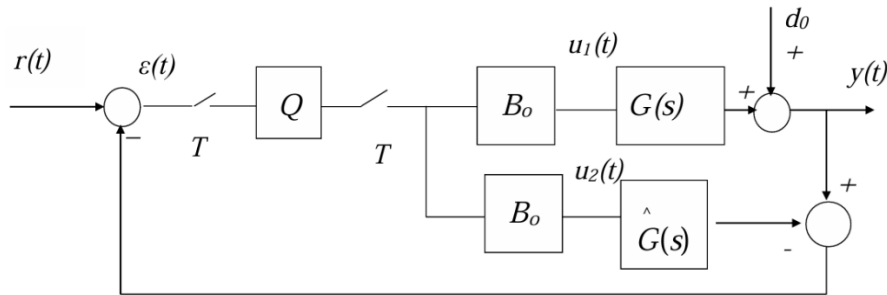 d₀
r(t)
ε(t)
u₁(t)
+
y(t)
Q
Bₒ
G(s)
+
−
T
T
u₂(t)
+
Bₒ
^
G(s)
-